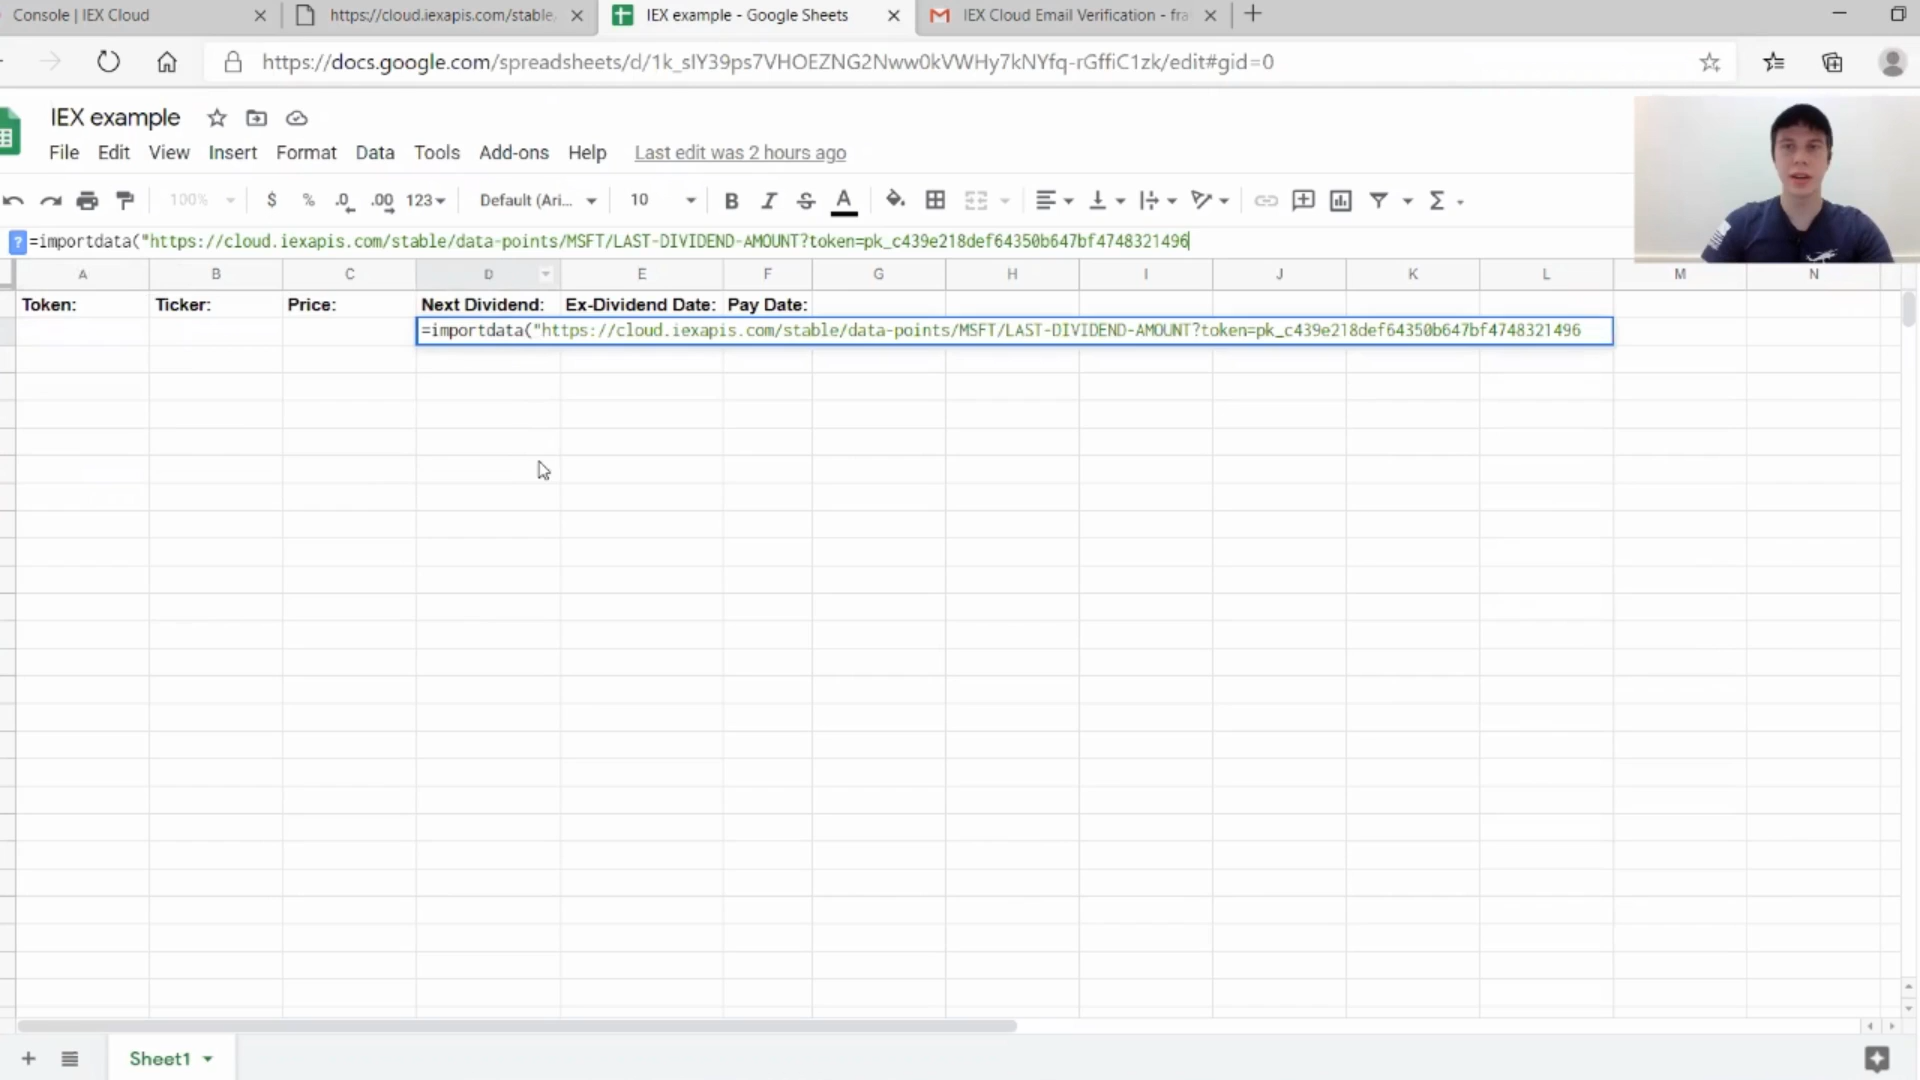 Console | IEX Cloud
https://cloud.iexapis.com/stable,
IEX example - Google Sheets
IEX Cloud Email Verification - fra
https://docs.google.com/spreadsheets/d/1k_sIY39ps7VHOEZNG2Nww0kVWHy7kNYfq-rGffiC1zk/edit#gid=0
IEX example
File Edit View Insert Format Data Tools Add-ons Help Last edit was 2 hours ago
100% $ % .0 .00 123 Default (Ari... 10 B I S A Σ
? =importdata("https://cloud.iexapis.com/stable/data-points/MSFT/LAST-DIVIDEND-AMOUNT?token=pk_c439e218def64350b647bf4748321496
A B C D E F G H I J K L M N
Token: Ticker: Price: Next Dividend: Ex-Dividend Date: Pay Date:
=importdata("https://cloud.iexapis.com/stable/data-points/MSFT/LAST-DIVIDEND-AMOUNT?token=pk_c439e218def64350b647bf4748321496
Sheet1